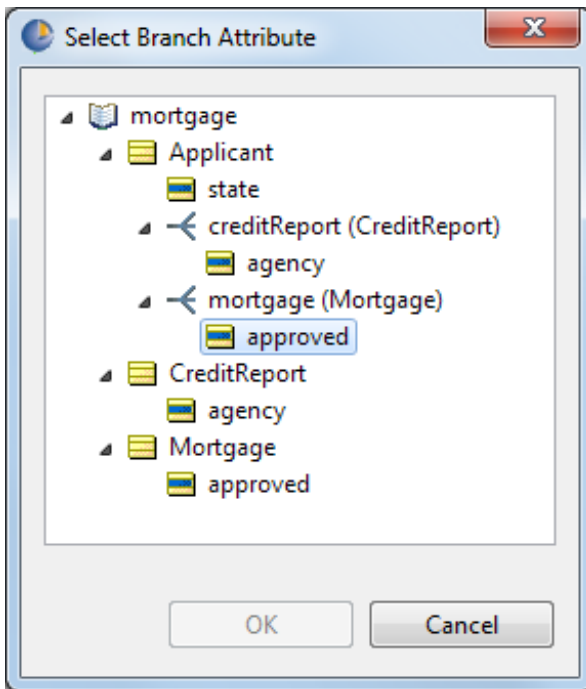 Select Branch Attribute
mortgage
Applicant
state
creditReport (CreditReport)
agency
mortgage (Mortgage)
approved
CreditReport
agency
Mortgage
approved
OK Cancel